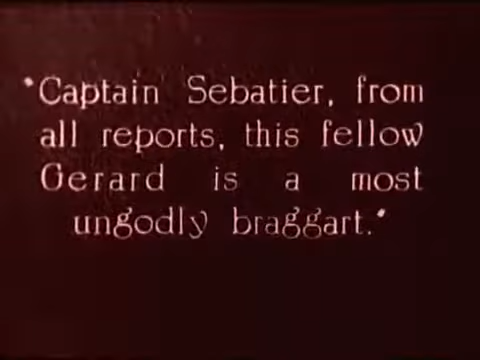 "Captain Sebatier, from
all reports, this fellow
Gerard is a most
ungodly braggart."